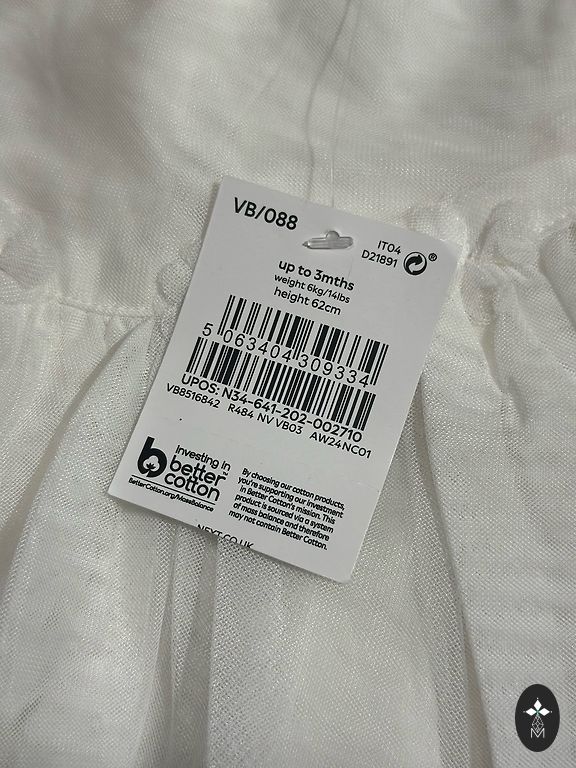 VB/088
IT04
D21891 ®
up to 3mths
weight 6kg/14lbs
height 62cm
5 063404 309334
UPOS: N34-641-202-002710
VB8516842 R484 NV VB03 AW24NC01
investing in
better
cotton™
BetterCotton.org/MassBalance
By choosing our cotton products,
you're supporting our investment
in Better Cotton's mission. This
product is sourced via a system
of mass balance and therefore
may not contain Better Cotton.
NEXT.CO.UK
M